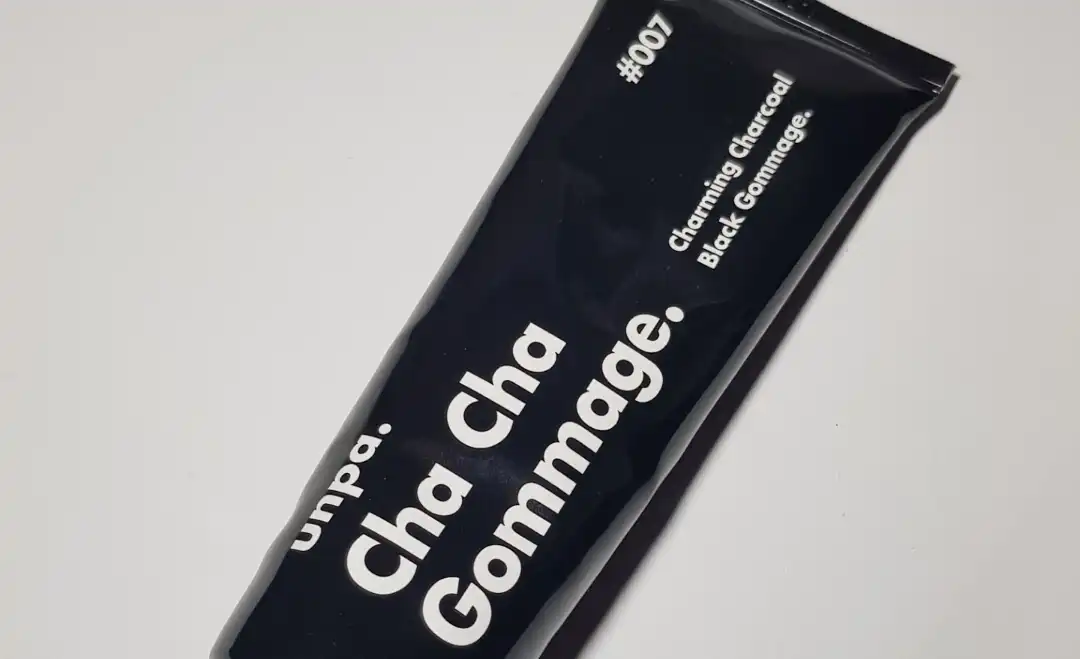 unpa.
Cha Cha
Gommage.
Charming Charcoal
Black Gommage.
#007